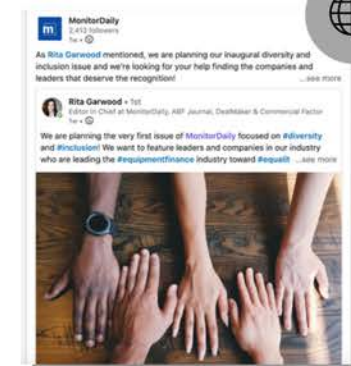 m.
MonitorDaily
2,413 followers
1w •
As Rita Garwood mentioned, we are planning our inaugural diversity and
inclusion issue and we're looking for your help finding the companies and
leaders that deserve the recognition! ...see more
Rita Garwood • 1st
Editor in Chief at MonitorDaily, ABF Journal, DealMaker & Commercial Factor
1w •
We are planning the very first issue of MonitorDaily focused on #diversity
and #inclusion! We want to feature leaders and companies in our industry
who are leading the #equipmentfinance industry toward #equalit ...see more